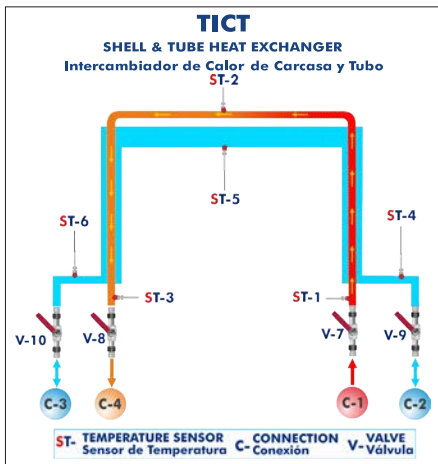 TICT
SHELL & TUBE HEAT EXCHANGER
Intercambiador de Calor de Carcasa y Tubo
ST-2
ST-5
ST-6
ST-4
ST-3
ST-1
V-10
V-8
V-7
V-9
C-3
C-4
C-1
C-2
ST- TEMPERATURE SENSOR C- CONNECTION V- VALVE
Sensor de Temperatura Conexión Válvula